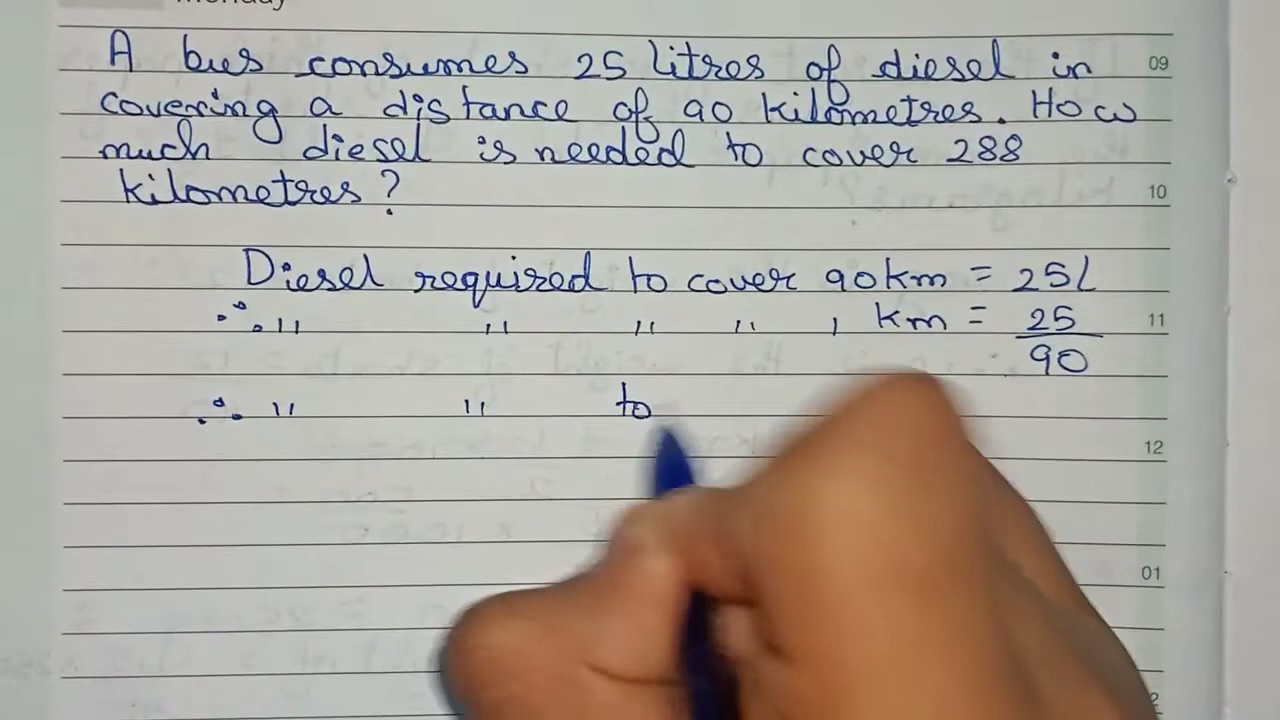 Monday
A bus consumes 25 litres of diesel in
09
covering a distance of 90 kilometres. How
much diesel is needed to cover 288
kilometres?
10
Diesel required to cover 90km = 25l
∴ " " " " 1 km = 25/90
11
∴ " " to
12
01